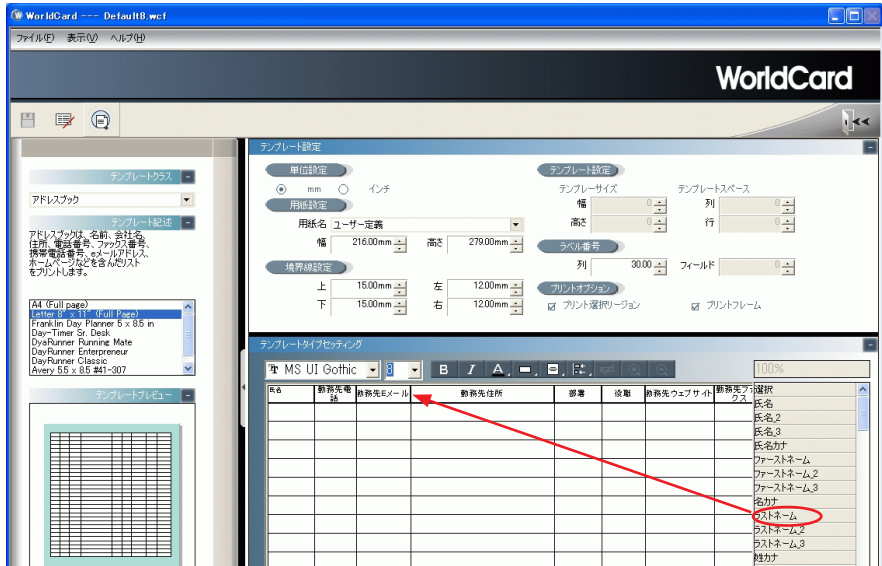 WorldCard --- Default8.wcf
ファイル(F) 表示(V) ヘルプ(H)
WorldCard
テンプレートクラス
アドレスブック
テンプレート記述
アドレスブックは、名前、会社名、
住所、電話番号、ファックス番号、
携帯電話番号、eメールアドレス、
ホームページなどを含んだリスト
をプリントします。
A4 (Full page)
Letter 8" x 11" (Full Page)
Franklin Day Planner 5 x 8.5 in
Day-Timer Sr. Desk
DyaRunner Running Mate
DayRunner Enterpreneur
DayRunner Classic
Avery 5.5 x 8.5 #41-307
テンプレートプレビュー
テンプレート設定
単位設定
mm インチ
用紙設定
用紙名 ユーザー定義
幅 216.00mm 高さ 279.00mm
境界線設定
上 15.00mm 左 12.00mm
下 15.00mm 右 12.00mm
テンプレート設定
テンプレーサイズ テンプレートスペース
幅 0 列 0
高さ 0 行 0
ラベル番号
列 30.00 フィールド 0
プリントオプション
プリント選択リージョン プリントフレーム
テンプレートタイプセッティング
MS UI Gothic 8 B I A 100%
氏名 勤務先電話 勤務先Eメール 勤務先住所 部署 役職 勤務先ウェブサイト 勤務先ファックス
選択
氏名
氏名_2
氏名_3
氏名カナ
ファーストネーム
ファーストネーム_2
ファーストネーム_3
名カナ
ラストネーム
ラストネーム_2
ラストネーム_3
姓カナ